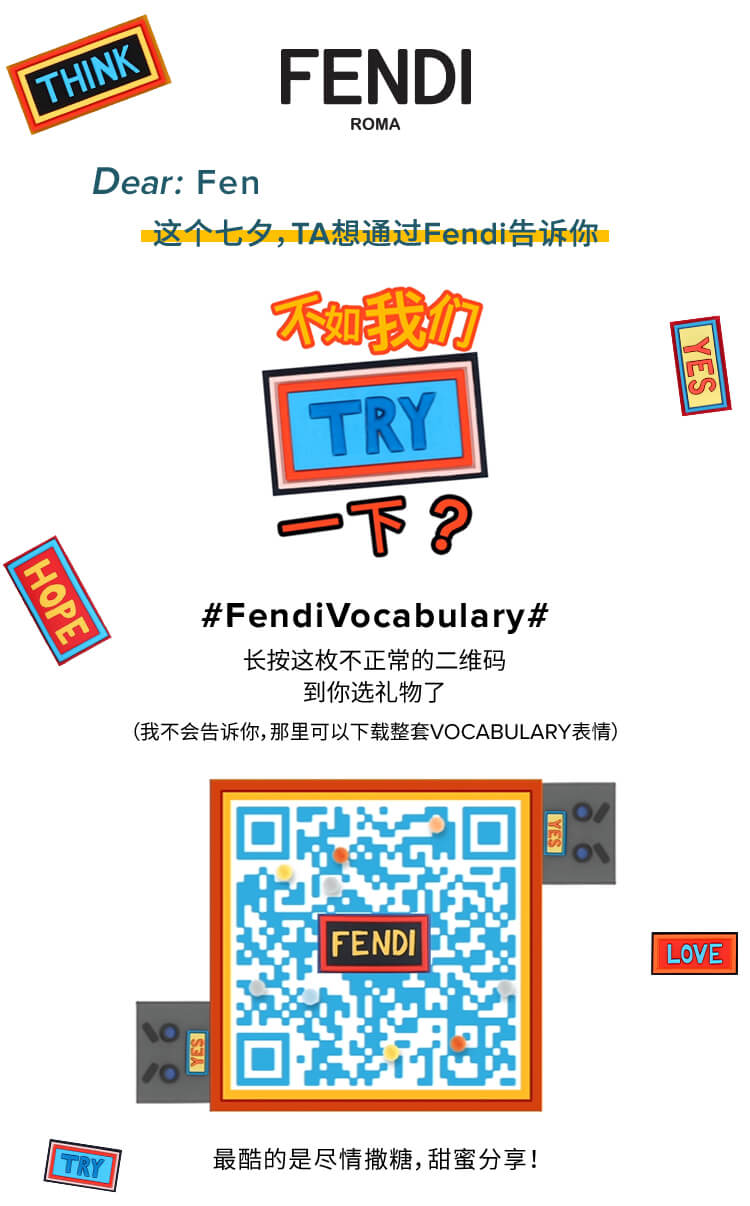 THINK
FENDI
ROMA
Dear: Fen
这个七夕，TA想通过Fendi告诉你
不如我们
YES
TRY
一下？
HOPE
#FendiVocabulary#
长按这枚不正常的二维码
到你选礼物了
（我不会告诉你，那里可以下载整套VOCABULARY表情）
YES
FENDI
LOVE
YES
TRY
最酷的是尽情撒糖，甜蜜分享！